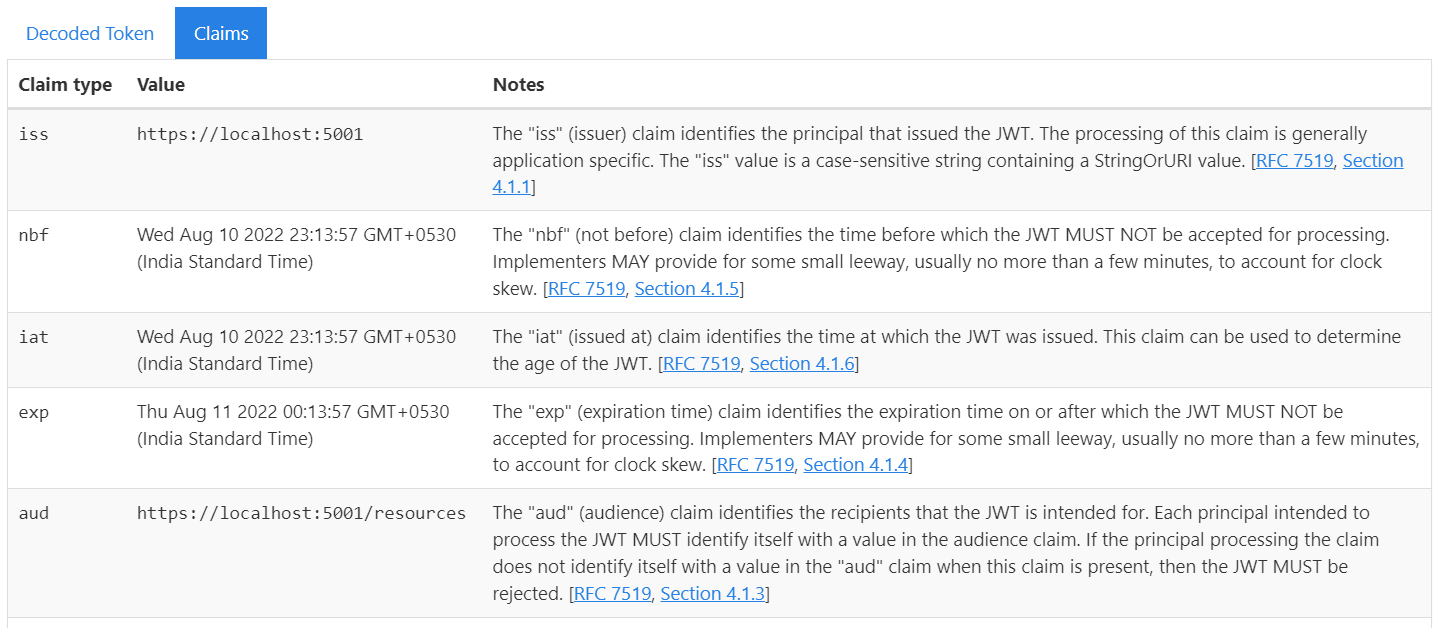 Decoded Token Claims
Claim type Value Notes
iss https://localhost:5001 The "iss" (issuer) claim identifies the principal that issued the JWT. The processing of this claim is generally
application specific. The "iss" value is a case-sensitive string containing a StringOrURI value. [RFC 7519, Section
4.1.1]
nbf Wed Aug 10 2022 23:13:57 GMT+0530 The "nbf" (not before) claim identifies the time before which the JWT MUST NOT be accepted for processing.
(India Standard Time) Implementers MAY provide for some small leeway, usually no more than a few minutes, to account for clock
skew. [RFC 7519, Section 4.1.5]
iat Wed Aug 10 2022 23:13:57 GMT+0530 The "iat" (issued at) claim identifies the time at which the JWT was issued. This claim can be used to determine
(India Standard Time) the age of the JWT. [RFC 7519, Section 4.1.6]
exp Thu Aug 11 2022 00:13:57 GMT+0530 The "exp" (expiration time) claim identifies the expiration time on or after which the JWT MUST NOT be
(India Standard Time) accepted for processing. Implementers MAY provide for some small leeway, usually no more than a few minutes,
to account for clock skew. [RFC 7519, Section 4.1.4]
aud https://localhost:5001/resources The "aud" (audience) claim identifies the recipients that the JWT is intended for. Each principal intended to
process the JWT MUST identify itself with a value in the audience claim. If the principal processing the claim
does not identify itself with a value in the "aud" claim when this claim is present, then the JWT MUST be
rejected. [RFC 7519, Section 4.1.3]